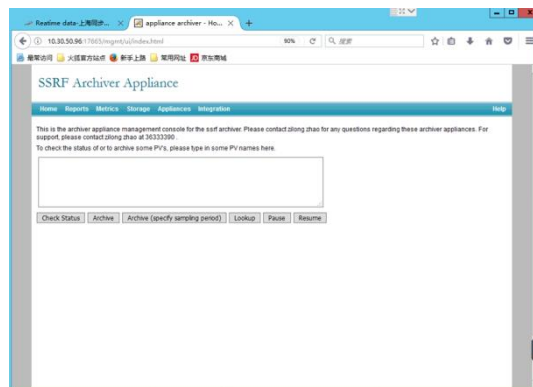 Reatime data-上海同步...
appliance archiver - Ho...
10.30.50.96:17665/mgmt/ui/index.html
90%
搜索
最常访问 火狐官方站点 新手上路 常用网址 京东商城
SSRF Archiver Appliance
Home Reports Metrics Storage Appliances Integration Help
This is the archiver appliance management console for the ssrf archiver. Please contact zilong zhao for any questions regarding these archiver appliances. For
support, please contact zilong zhao at 36333390 .
To check the status of or to archive some PV's, please type in some PV names here.
Check Status Archive Archive (specify sampling period) Lookup Pause Resume